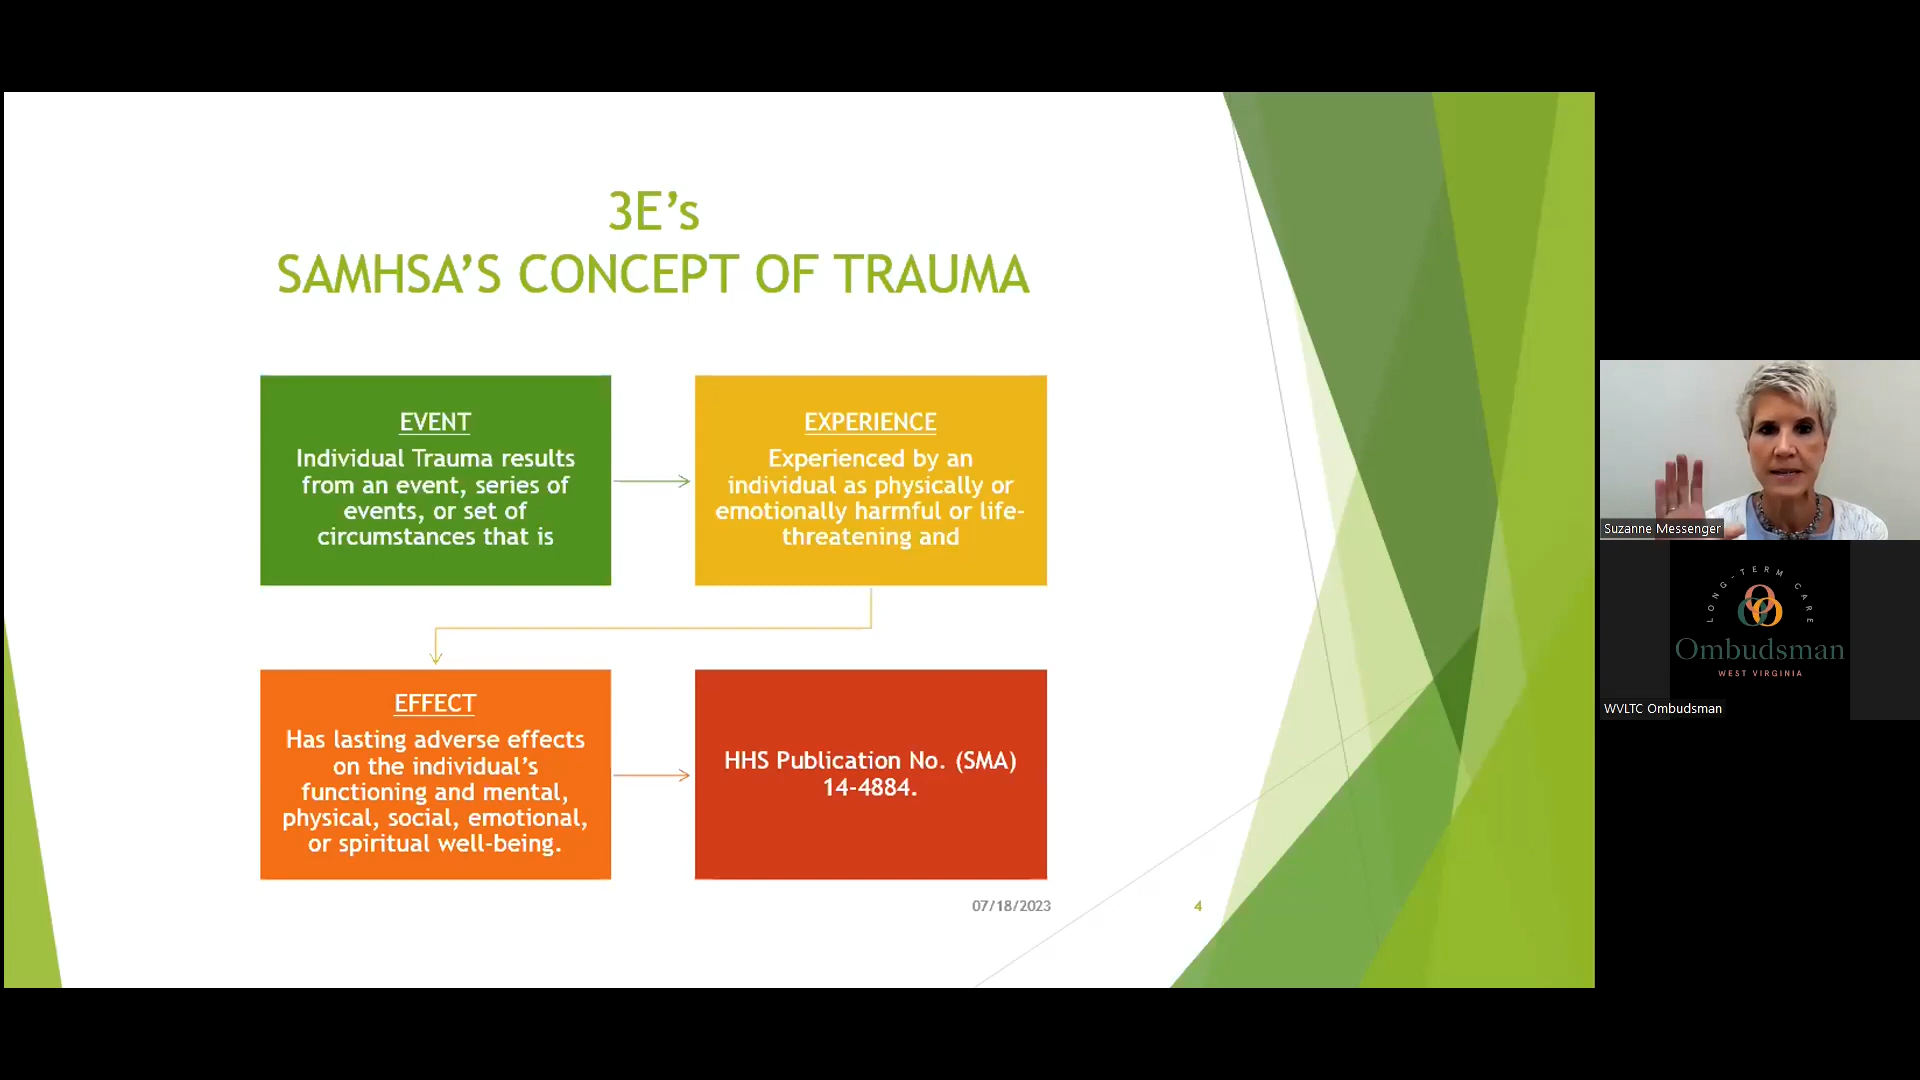 3E’s
SAMHSA’S CONCEPT OF TRAUMA
EVENT
Individual Trauma results
from an event, series of
events, or set of
circumstances that is
EXPERIENCE
Experienced by an
individual as physically or
emotionally harmful or life-
threatening and
EFFECT
Has lasting adverse effects
on the individual’s
functioning and mental,
physical, social, emotional,
or spiritual well-being.
HHS Publication No. (SMA)
14-4884.
07/18/2023
4
Suzanne Messenger
LONG-TERM CARE
Ombudsman
WEST VIRGINIA
WVLTC Ombudsman